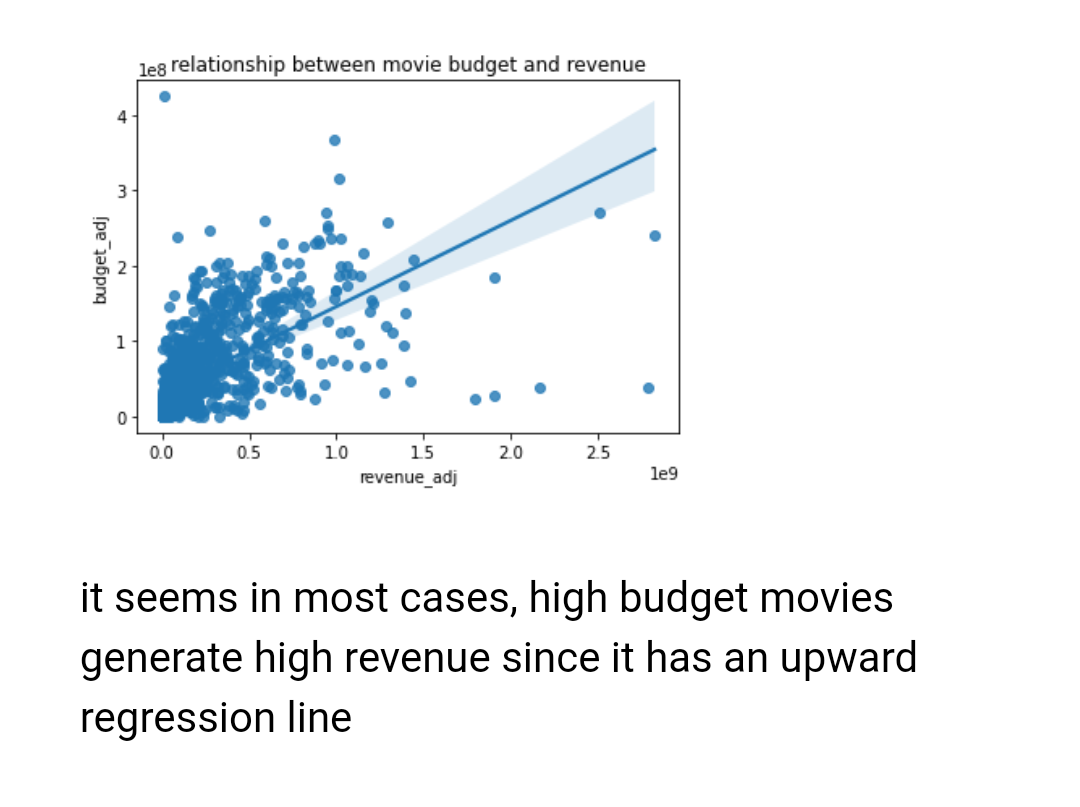 1e8 relationship between movie budget and revenue
4
3
2
1
0
budget_adj
0.0 0.5 1.0 1.5 2.0 2.5
revenue_adj
1e9
it seems in most cases, high budget movies
generate high revenue since it has an upward
regression line